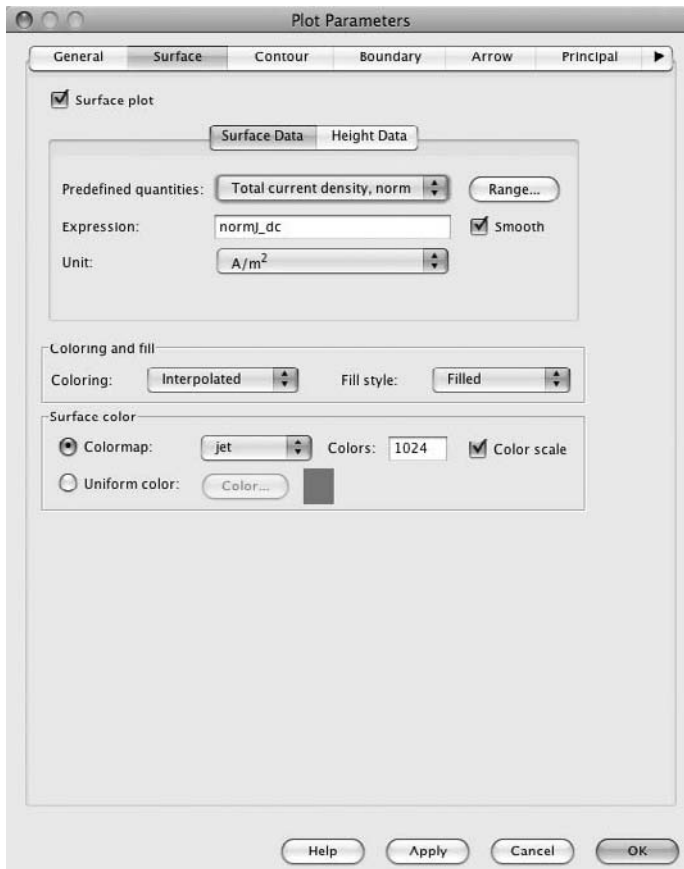 Plot Parameters
General Surface Contour Boundary Arrow Principal
Surface plot
Surface Data Height Data
Predefined quantities: Total current density, norm Range...
Expression: normJ_dc Smooth
Unit: A/m²
Coloring and fill
Coloring: Interpolated Fill style: Filled
Surface color
Colormap: jet Colors: 1024 Color scale
Uniform color: Color...
Help Apply Cancel OK